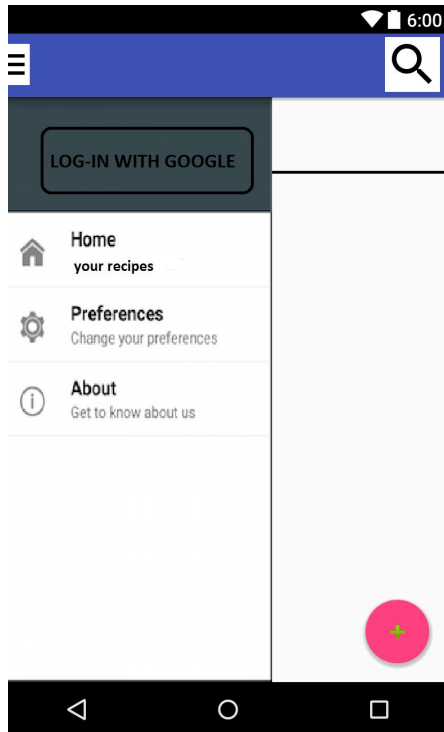 6:00
LOG-IN WITH GOOGLE
Home
your recipes
Preferences
Change your preferences
About
Get to know about us